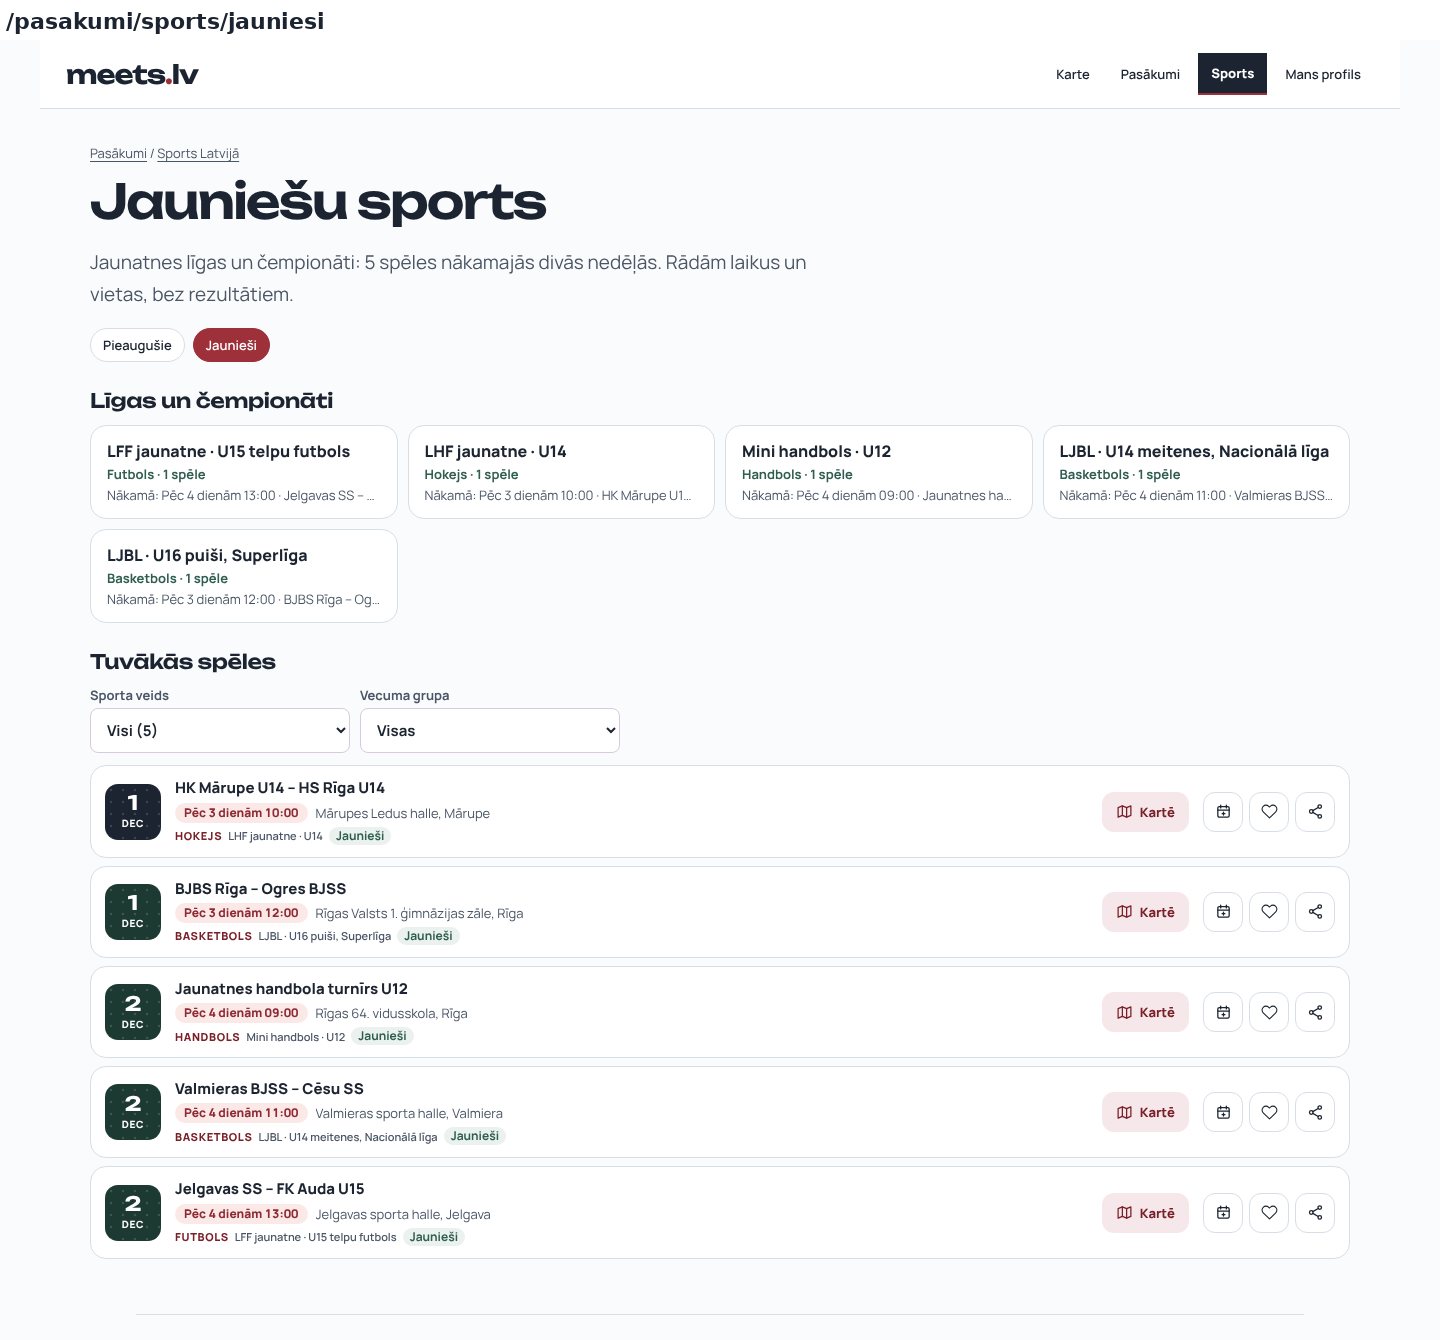 /pasakumi/sports/jauniesi
meets.lv
Karte
Pasākumi
Sports
Mans profils
Pasākumi / Sports Latvijā
Jauniešu sports
Jaunatnes līgas un čempionāti: 5 spēles nākamajās divās nedēļās. Rādām laikus un
vietas, bez rezultātiem.
Pieaugušie
Jaunieši
Līgas un čempionāti
LFF jaunatne · U15 telpu futbols
Futbols · 1 spēle
Nākamā: Pēc 4 dienām 13:00 · Jelgavas SS – ...
LHF jaunatne · U14
Hokejs · 1 spēle
Nākamā: Pēc 3 dienām 10:00 · HK Mārupe U1...
Mini handbols · U12
Handbols · 1 spēle
Nākamā: Pēc 4 dienām 09:00 · Jaunatnes ha...
LJBL · U14 meitenes, Nacionālā līga
Basketbols · 1 spēle
Nākamā: Pēc 4 dienām 11:00 · Valmieras BJSS...
LJBL · U16 puiši, Superlīga
Basketbols · 1 spēle
Nākamā: Pēc 3 dienām 12:00 · BJBS Rīga – Og...
Tuvākās spēles
Sporta veids
Vecuma grupa
Visi (5)
Visas
1
DEC
HK Mārupe U14 – HS Rīga U14
Pēc 3 dienām 10:00 Mārupes Ledus halle, Mārupe
HOKEJS LHF jaunatne · U14 Jaunieši
Kartē
1
DEC
BJBS Rīga – Ogres BJSS
Pēc 3 dienām 12:00 Rīgas Valsts 1. ģimnāzijas zāle, Rīga
BASKETBOLS LJBL · U16 puiši, Superlīga Jaunieši
Kartē
2
DEC
Jaunatnes handbola turnīrs U12
Pēc 4 dienām 09:00 Rīgas 64. vidusskola, Rīga
HANDBOLS Mini handbols · U12 Jaunieši
Kartē
2
DEC
Valmieras BJSS – Cēsu SS
Pēc 4 dienām 11:00 Valmieras sporta halle, Valmiera
BASKETBOLS LJBL · U14 meitenes, Nacionālā līga Jaunieši
Kartē
2
DEC
Jelgavas SS – FK Auda U15
Pēc 4 dienām 13:00 Jelgavas sporta halle, Jelgava
FUTBOLS LFF jaunatne · U15 telpu futbols Jaunieši
Kartē